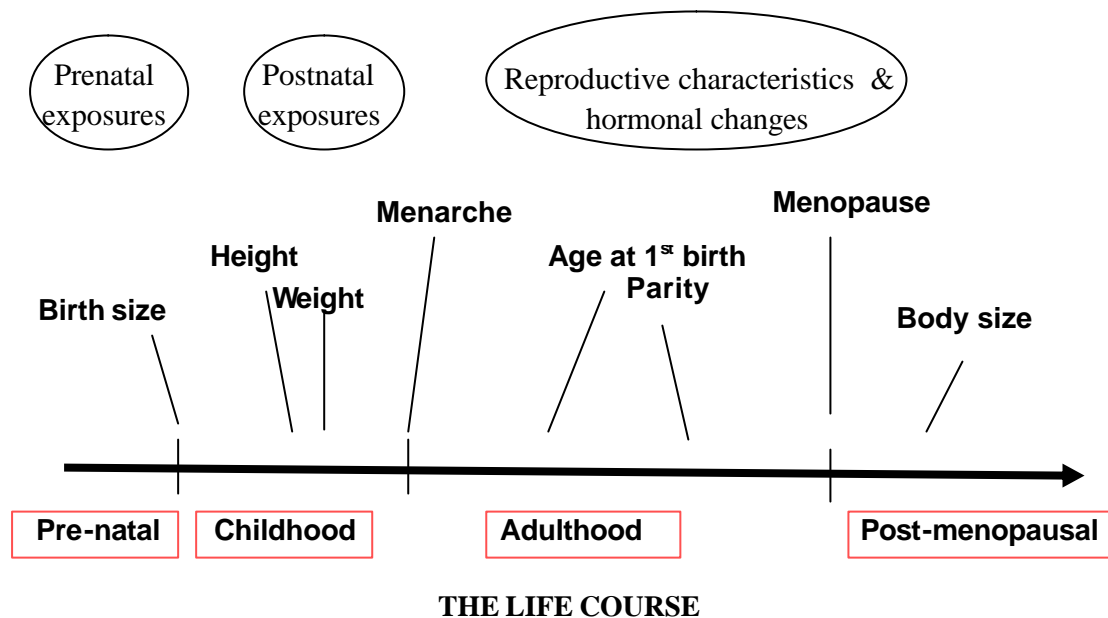 Prenatal
exposures
Postnatal
exposures
Reproductive characteristics &
hormonal changes
Menarche
Menopause
Height
Weight
Age at 1st birth
Parity
Birth size
Body size
Pre-natal
Childhood
Adulthood
Post-menopausal
THE LIFE COURSE